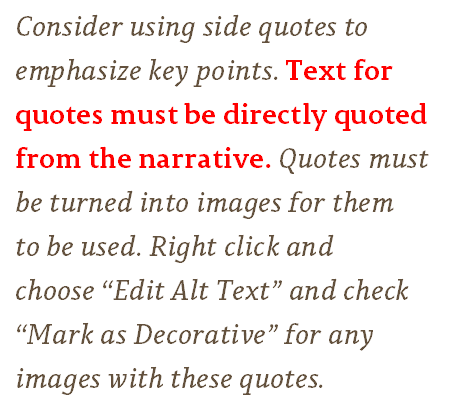 Consider using side quotes to
emphasize key points. Text for
quotes must be directly quoted
from the narrative. Quotes must
be turned into images for them
to be used. Right click and
choose “Edit Alt Text” and check
“Mark as Decorative” for any
images with these quotes.